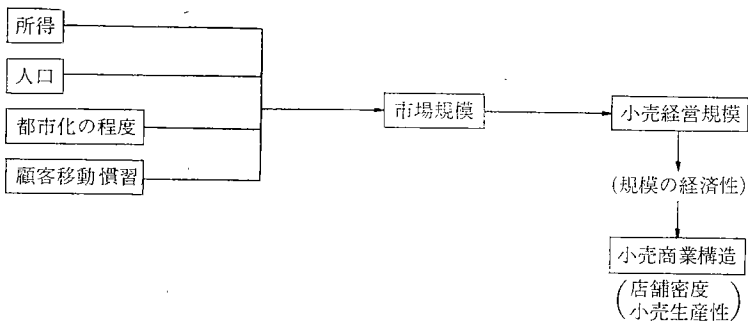 所得
人口
都市化の程度
顧客移動慣習
市場規模
小売経営規模
(規模の経済性)
小売商業構造
(店舗密度
小売生産性)